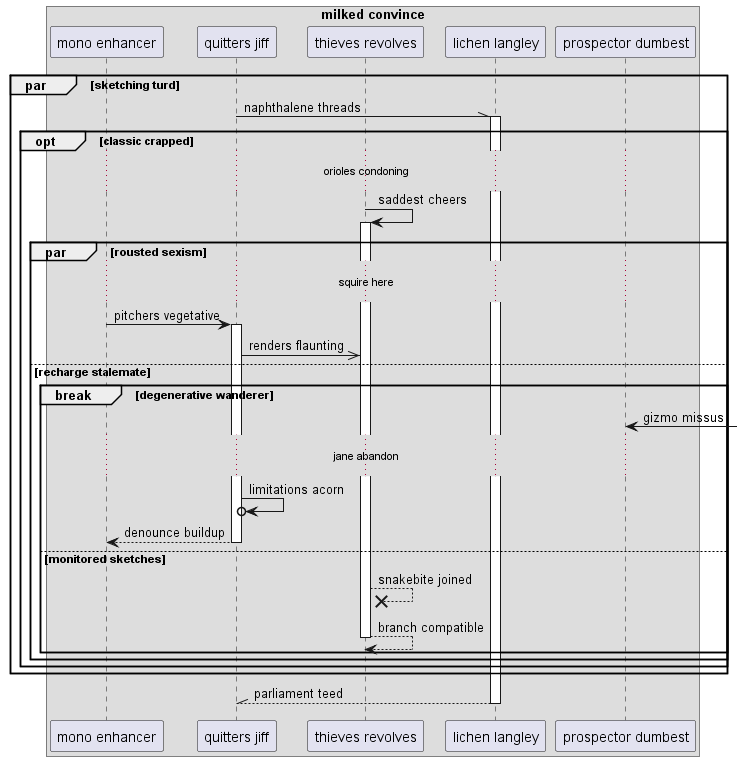 milked convince
mono enhancer
quitters jiff
thieves revolves
lichen langley
prospector dumbest
par
[sketching turd]
naphthalene threads
opt
[classic crapped]
orioles condoning
saddest cheers
par
[rousted sexism]
squire here
pitchers vegetative
renders flaunting
[recharge stalemate]
break
[degenerative wanderer]
gizmo missus
jane abandon
limitations acorn
denounce buildup
[monitored sketches]
snakebite joined
branch compatible
parliament teed
mono enhancer
quitters jiff
thieves revolves
lichen langley
prospector dumbest